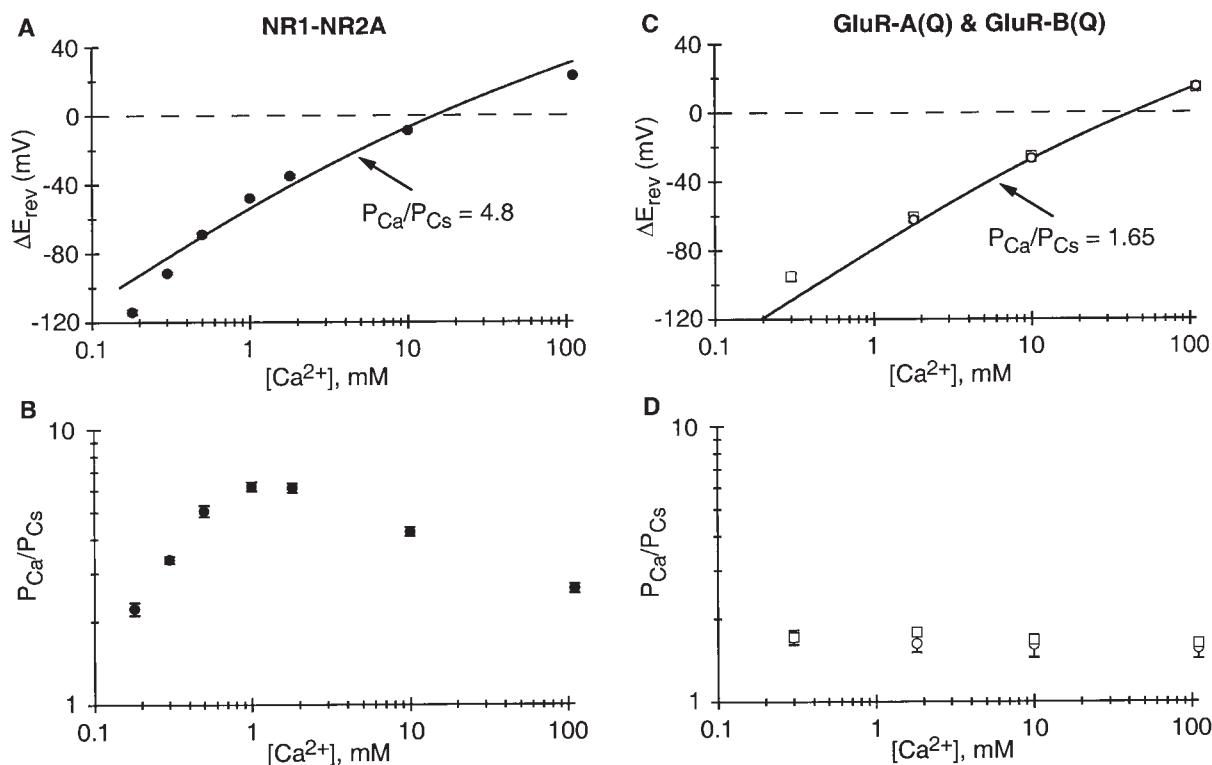 A
NR1-NR2A
40
0
-40
-80
-120
ΔE_rev (mV)
P_Ca/P_Cs = 4.8
0.1
1
10
100
[Ca²⁺], mM
B
10
1
P_Ca/P_Cs
0.1
1
10
100
[Ca²⁺], mM
C
GluR-A(Q) & GluR-B(Q)
40
0
-40
-80
-120
ΔE_rev (mV)
P_Ca/P_Cs = 1.65
0.1
1
10
100
[Ca²⁺], mM
D
10
1
P_Ca/P_Cs
0.1
1
10
100
[Ca²⁺], mM